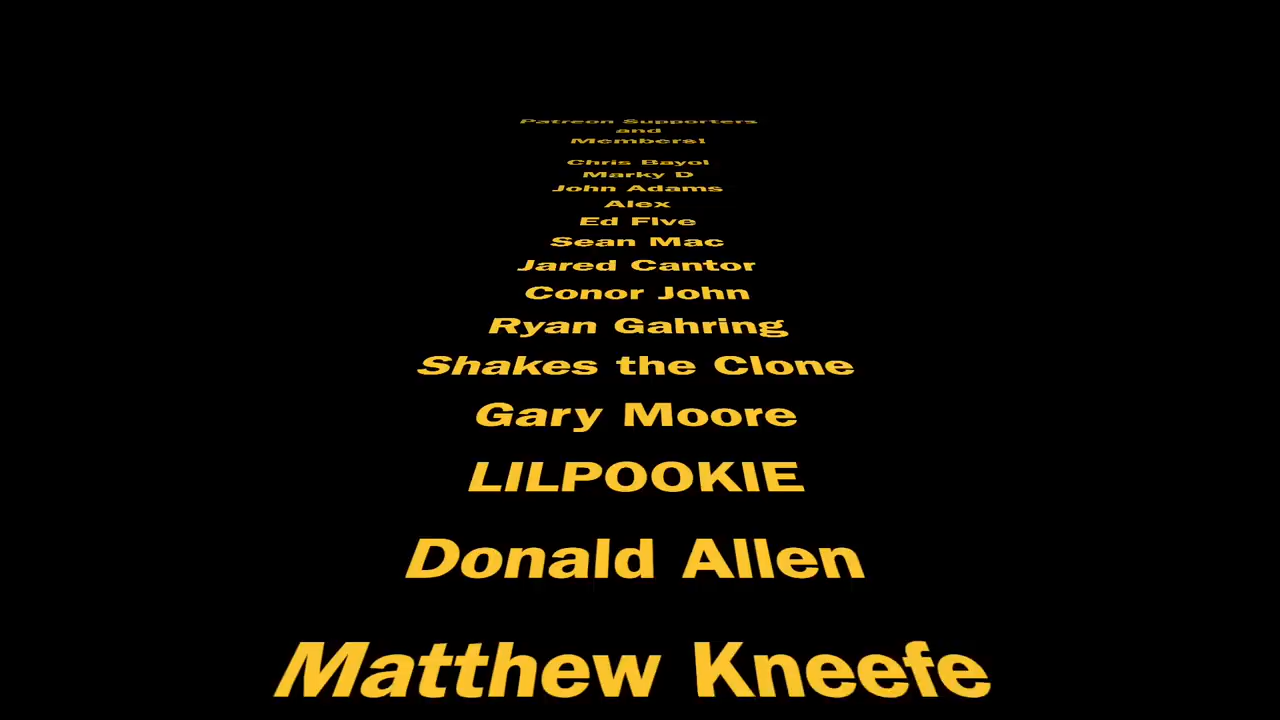 Patreon Supporters
and
Members!
Chris Bayol
Marky D
John Adams
Alex
Ed Five
Sean Mac
Jared Cantor
Conor John
Ryan Gahring
Shakes the Clone
Gary Moore
LILPOOKIE
Donald Allen
Matthew Kneefe